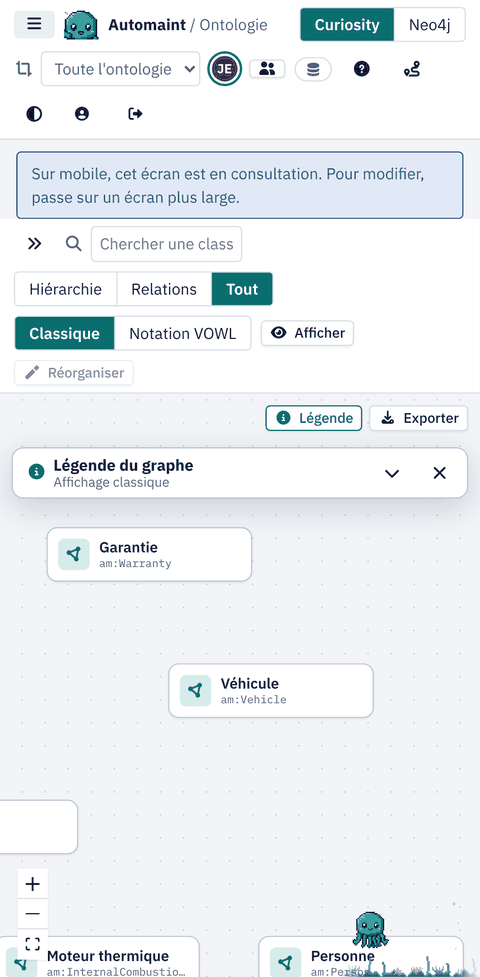 Automaint / Ontologie
Curiosity
Neo4j
Toute l'ontologie
JE
Sur mobile, cet écran est en consultation. Pour modifier,
passe sur un écran plus large.
Chercher une class
Hiérarchie
Relations
Tout
Classique
Notation VOWL
Afficher
Réorganiser
Légende
Exporter
Légende du graphe
Affichage classique
Garantie
am:Warranty
Véhicule
am:Vehicle
Moteur thermique
am:InternalCombustio…
Personne
am:Person